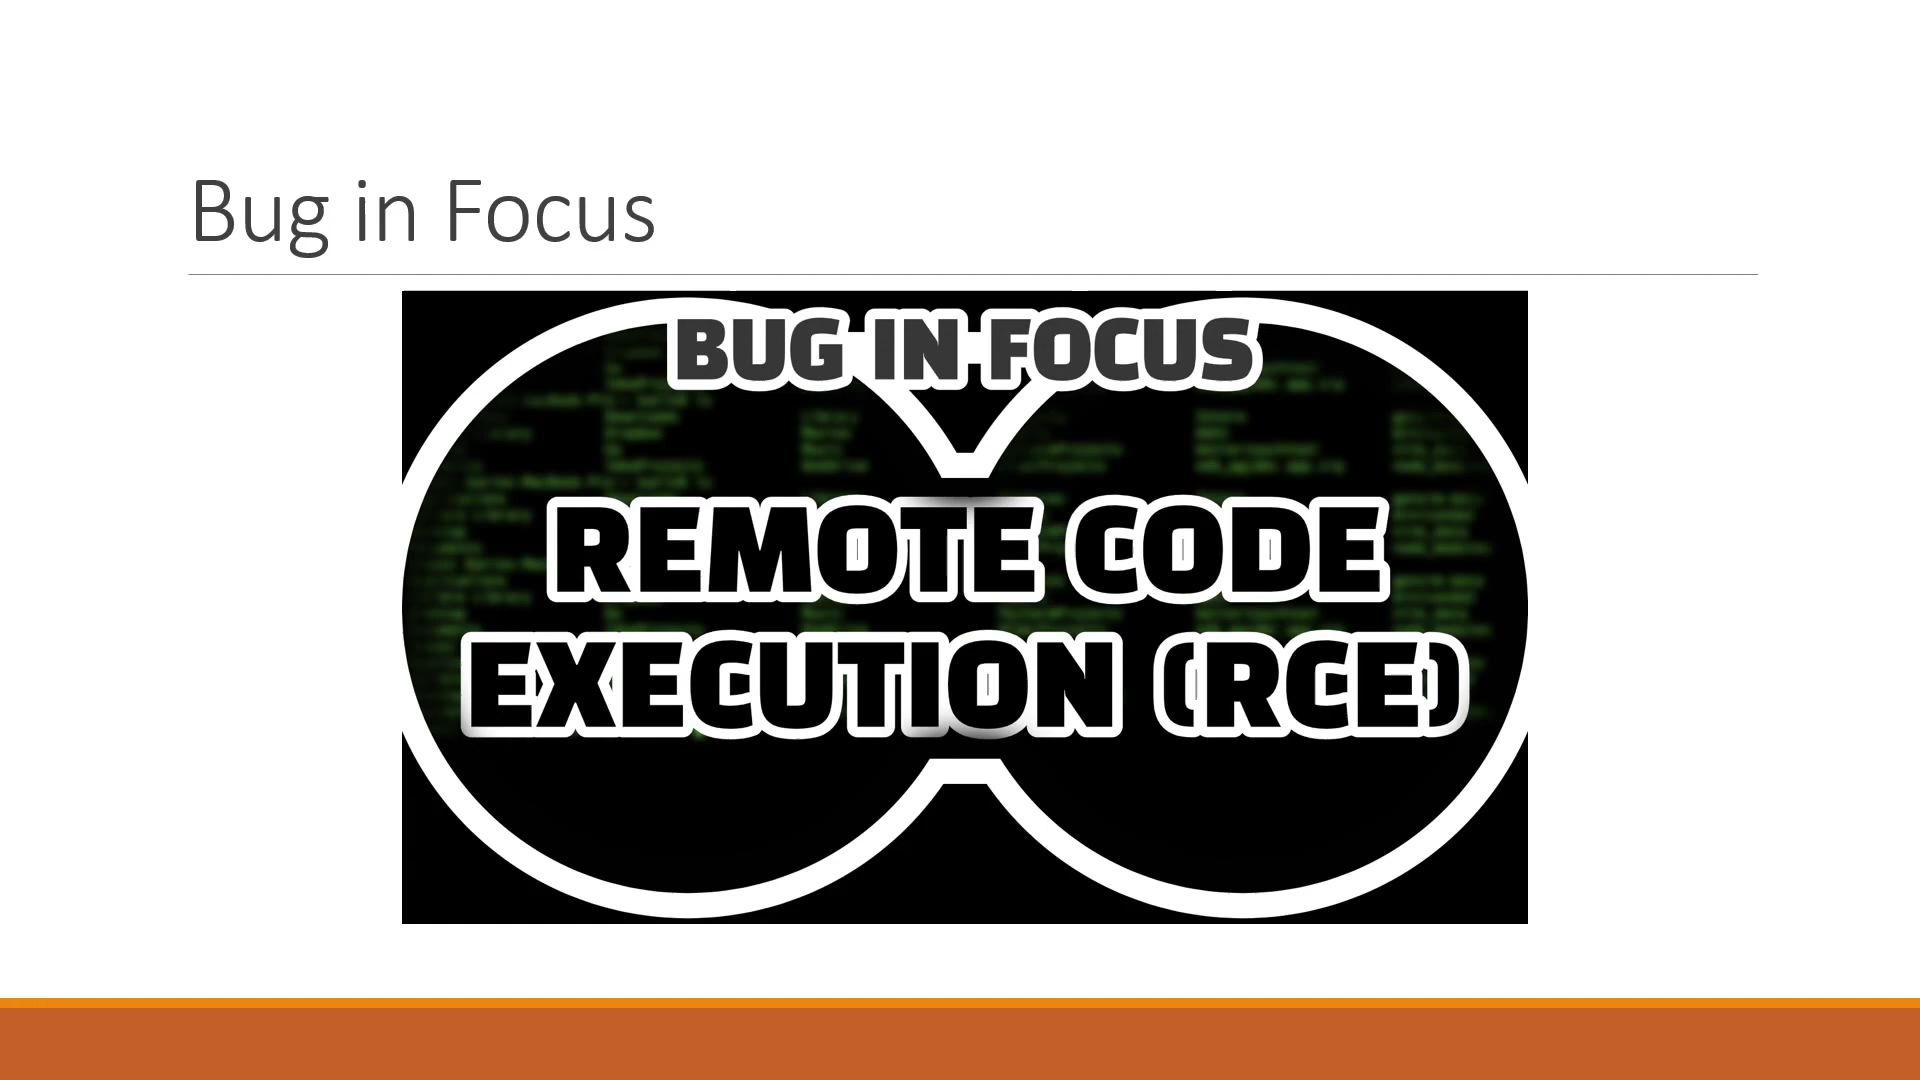 Bug in Focus
BUG IN FOCUS
REMOTE CODE
EXECUTION (RCE)